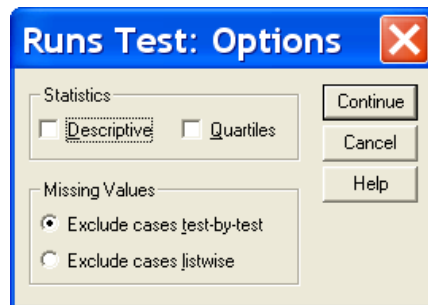 Runs Test: Options
Statistics
Descriptive Quartiles
Continue
Cancel
Help
Missing Values
Exclude cases test-by-test
Exclude cases listwise